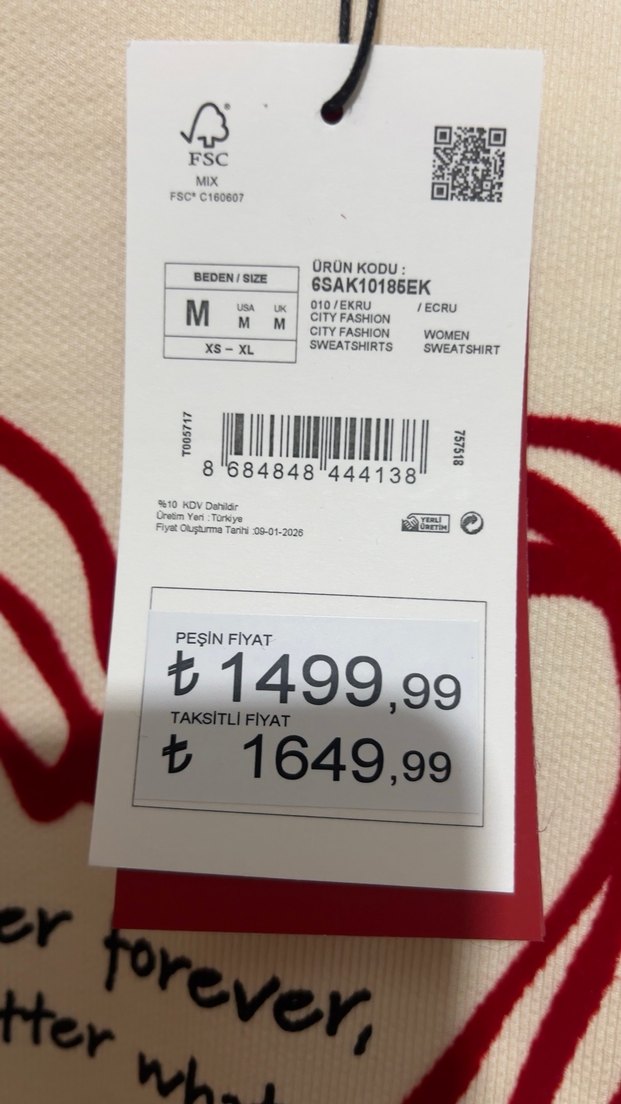 FSC®
MIX
FSC® C160607
BEDEN / SIZE
M USA M UK M
XS – XL
ÜRÜN KODU :
6SAK10185EK
010 / EKRU / ECRU
CITY FASHION
CITY FASHION WOMEN
SWEATSHIRTS SWEATSHIRT
T005717
757518
8 684848 444138
%10 KDV Dahildir
Üretim Yeri :Türkiye
Fiyat Oluşturma Tarihi :09-01-2026
YERLİ
ÜRETİM
PEŞİN FİYAT
₺ 1499,99
TAKSİTLİ FİYAT
₺ 1649,99
er forever,
tter what